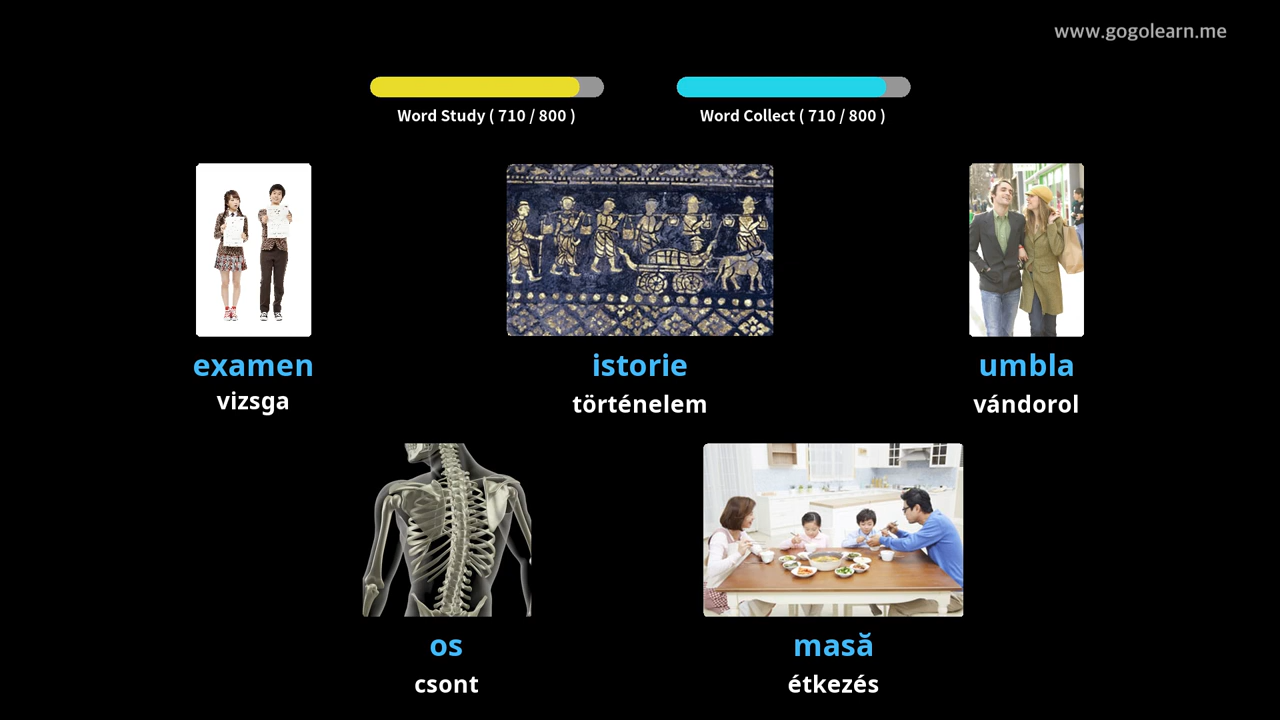 www.gogolearn.me
Word Study ( 710 / 800 )
Word Collect ( 710 / 800 )
examen
vizsga
istorie
történelem
umbla
vándorol
os
csont
masă
étkezés